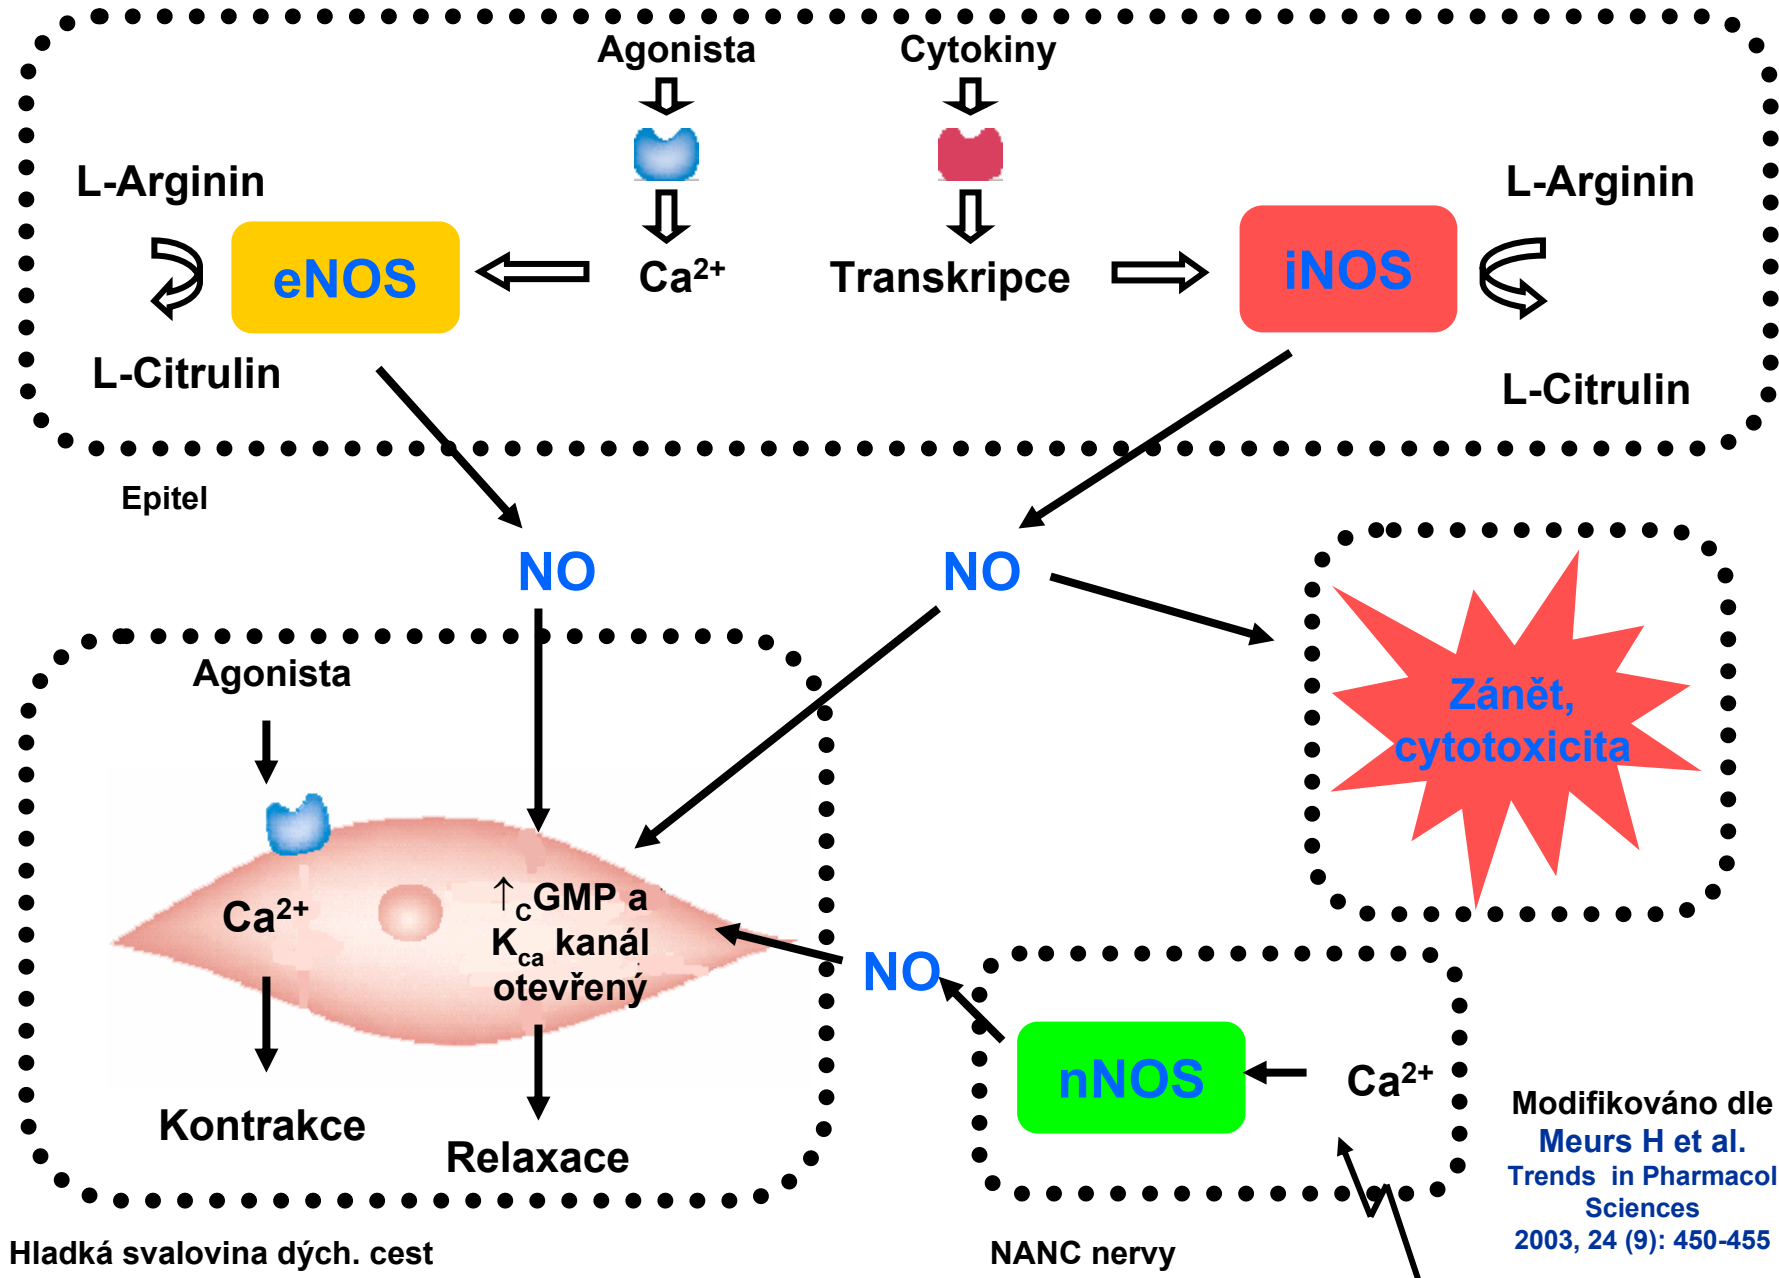 Agonista
Cytokiny
L-Arginin
L-Arginin
eNOS
Ca²⁺
Transkripce
iNOS
L-Citrulin
L-Citrulin
Epitel
NO
NO
Agonista
Zánět,
cytotoxicita
Ca²⁺
↑cGMP a
Kca kanál
otevřený
NO
nNOS
Ca²⁺
Kontrakce
Relaxace
Modifikováno dle
Meurs H et al.
Trends in Pharmacol
Sciences
2003, 24 (9): 450-455
Hladká svalovina dých. cest
NANC nervy